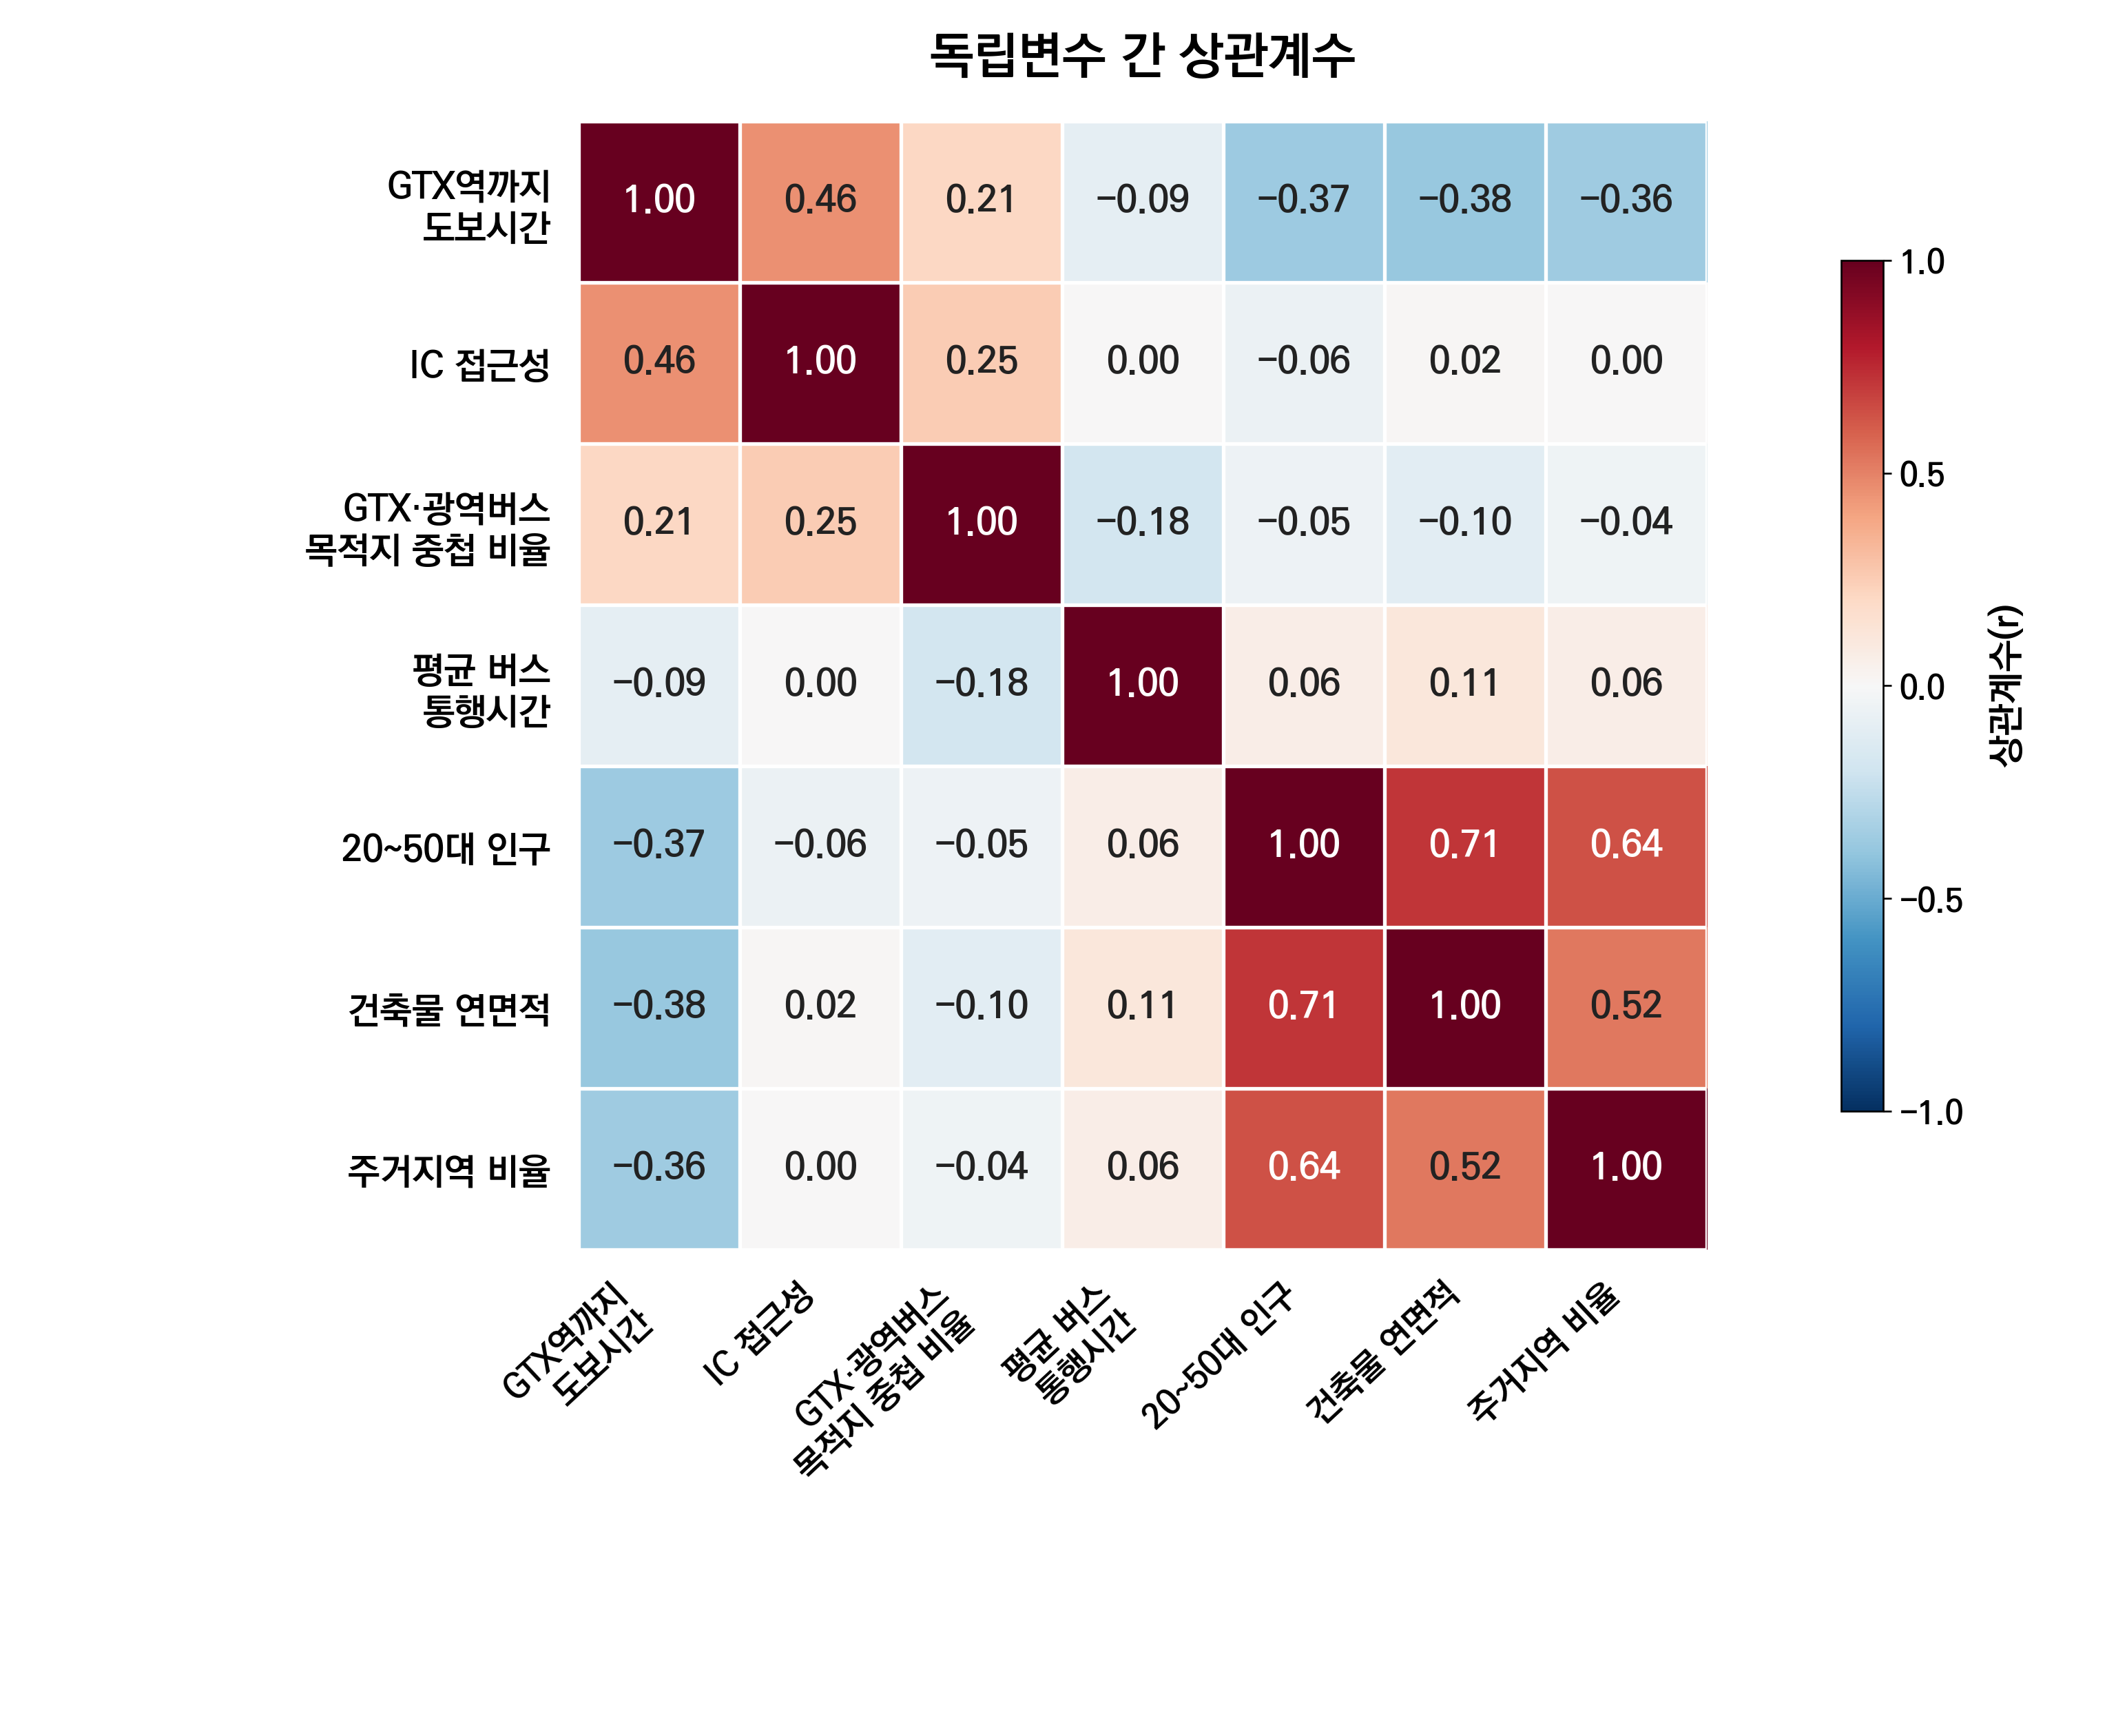 독립변수 간 상관계수
GTX역까지
도보시간
1.00 0.46 0.21 −0.09 −0.37 −0.38 −0.36
IC 접근성
0.46 1.00 0.25 0.00 −0.06 0.02 0.00
GTX·광역버스
목적지 중첩 비율
0.21 0.25 1.00 −0.18 −0.05 −0.10 −0.04
평균 버스
통행시간
−0.09 0.00 −0.18 1.00 0.06 0.11 0.06
20~50대 인구
−0.37 −0.06 −0.05 0.06 1.00 0.71 0.64
건축물 연면적
−0.38 0.02 −0.10 0.11 0.71 1.00 0.52
주거지역 비율
−0.36 0.00 −0.04 0.06 0.64 0.52 1.00
GTX역까지
도보시간
IC 접근성
GTX·광역버스
목적지 중첩 비율
평균 버스
통행시간
20~50대 인구
건축물 연면적
주거지역 비율
1.0
0.5
0.0
−0.5
−1.0
상관계수(r)